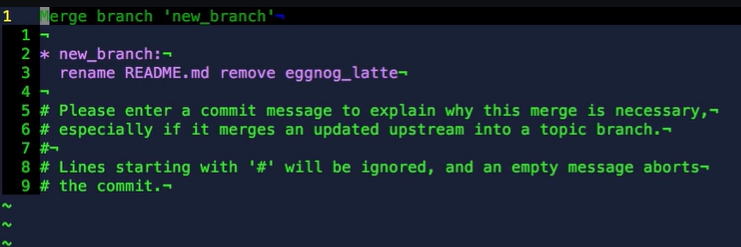 1 Merge branch 'new_branch'¬
1 ¬
2 * new_branch:¬
3   rename README.md remove eggnog_latte¬
4 ¬
5 # Please enter a commit message to explain why this merge is necessary,¬
6 # especially if it merges an updated upstream into a topic branch.¬
7 #¬
8 # Lines starting with '#' will be ignored, and an empty message aborts¬
9 # the commit.¬
~
~
~